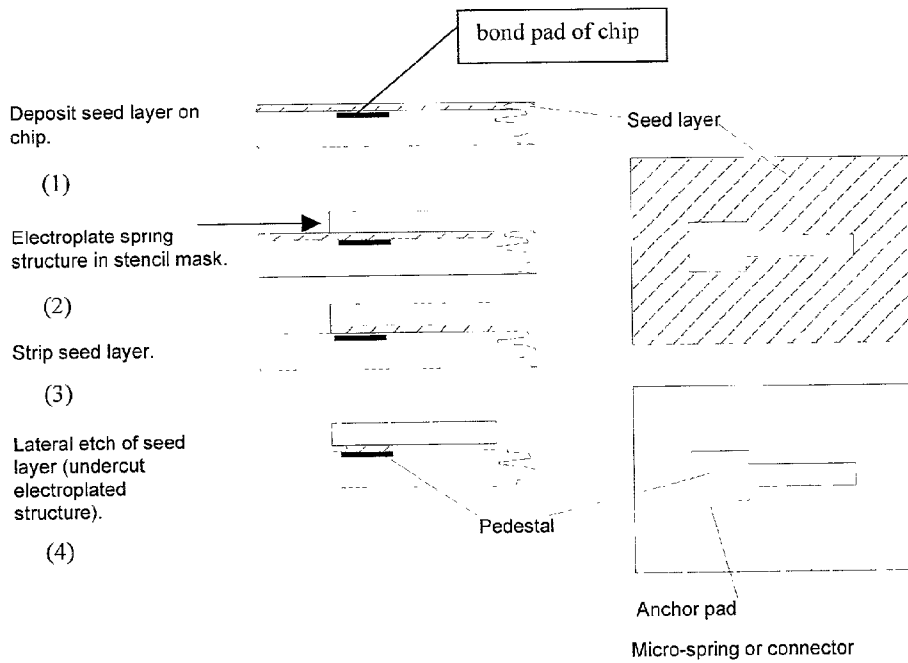 bond pad of chip
Deposit seed layer on
chip.
(1)
Seed layer
Electroplate spring
structure in stencil mask.
(2)
Strip seed layer.
(3)
Lateral etch of seed
layer (undercut
electroplated
structure).
(4)
Pedestal
Anchor pad
Micro-spring or connector